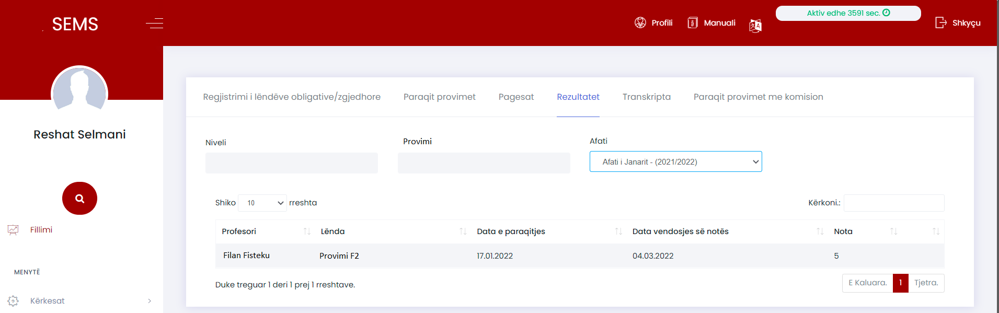 SEMS
Profili
Manuali
Aktiv edhe 3591 sec.
Shkyçu
Reshat Selmani
Fillimi
MENYTË
Kërkesat
Regjistrimi i lëndëve obligative/zgjedhore
Paraqit provimet
Pagesat
Rezultatet
Transkripta
Paraqit provimet me komision
Niveli
Provimi
Afati
Afati i Janarit - (2021/2022)
Shiko 10 rreshta
Kërkoni.:
Profesori Lënda Data e paraqitjes Data vendosjes së notës Nota
Filan Fisteku Provimi F2 17.01.2022 04.03.2022 5
Duke treguar 1 deri 1 prej 1 rreshtave.
E Kaluara. 1 Tjetra.